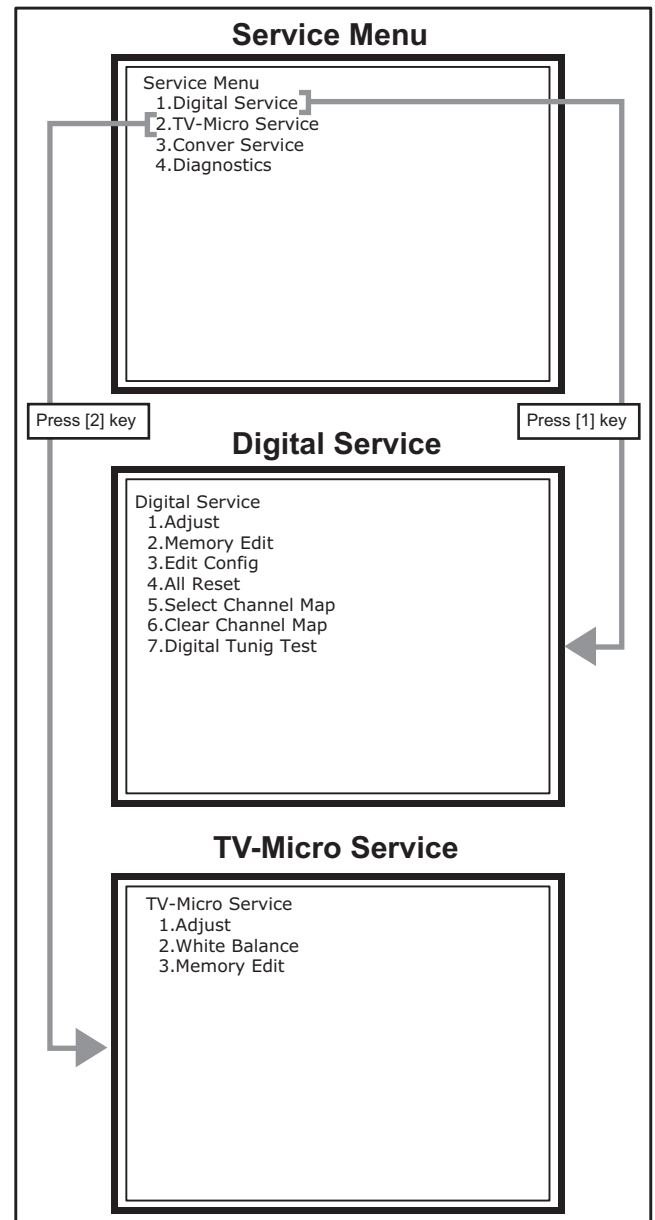 Service Menu
Service Menu
1.Digital Service
2.TV-Micro Service
3.Conver Service
4.Diagnostics
Press [2] key
Press [1] key
Digital Service
Digital Service
1.Adjust
2.Memory Edit
3.Edit Config
4.All Reset
5.Select Channel Map
6.Clear Channel Map
7.Digital Tunig Test
TV-Micro Service
TV-Micro Service
1.Adjust
2.White Balance
3.Memory Edit